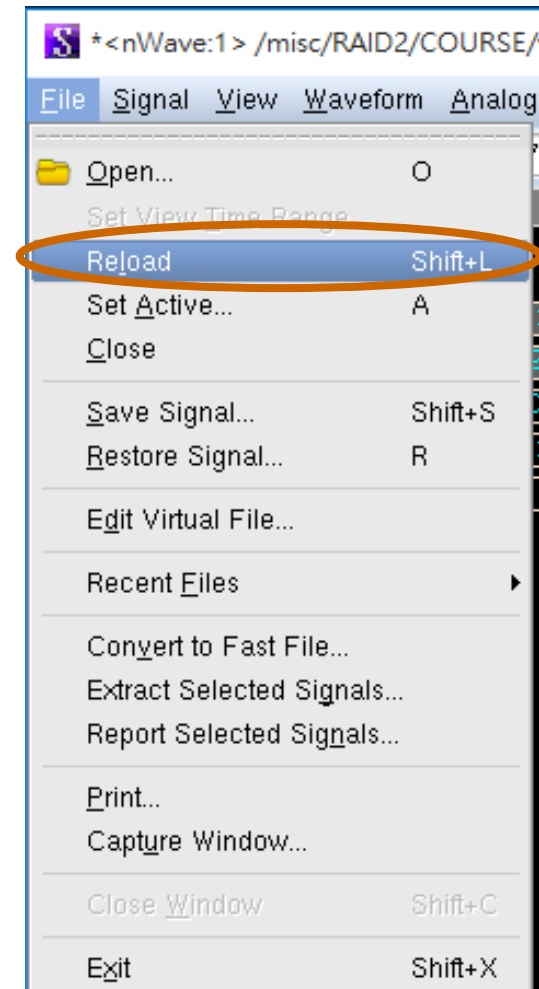 *<nWave:1> /misc/RAID2/COURSE/
File Signal View Waveform Analog
Open... O
Set View Time Range...
Reload Shift+L
Set Active... A
Close
Save Signal... Shift+S
Restore Signal... R
Edit Virtual File...
Recent Files
Convert to Fast File...
Extract Selected Signals...
Report Selected Signals...
Print...
Capture Window...
Close Window Shift+C
Exit Shift+X